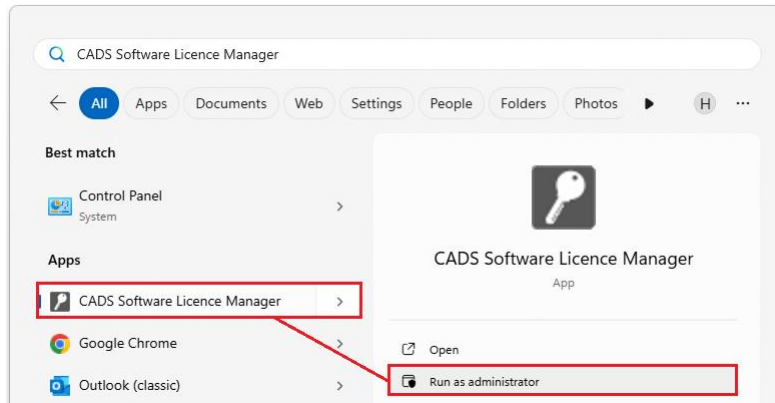 CADS Software Licence Manager
All Apps Documents Web Settings People Folders Photos H
Best match
Control Panel
System
Apps
CADS Software Licence Manager
Google Chrome
Outlook (classic)
CADS Software Licence Manager
App
Open
Run as administrator